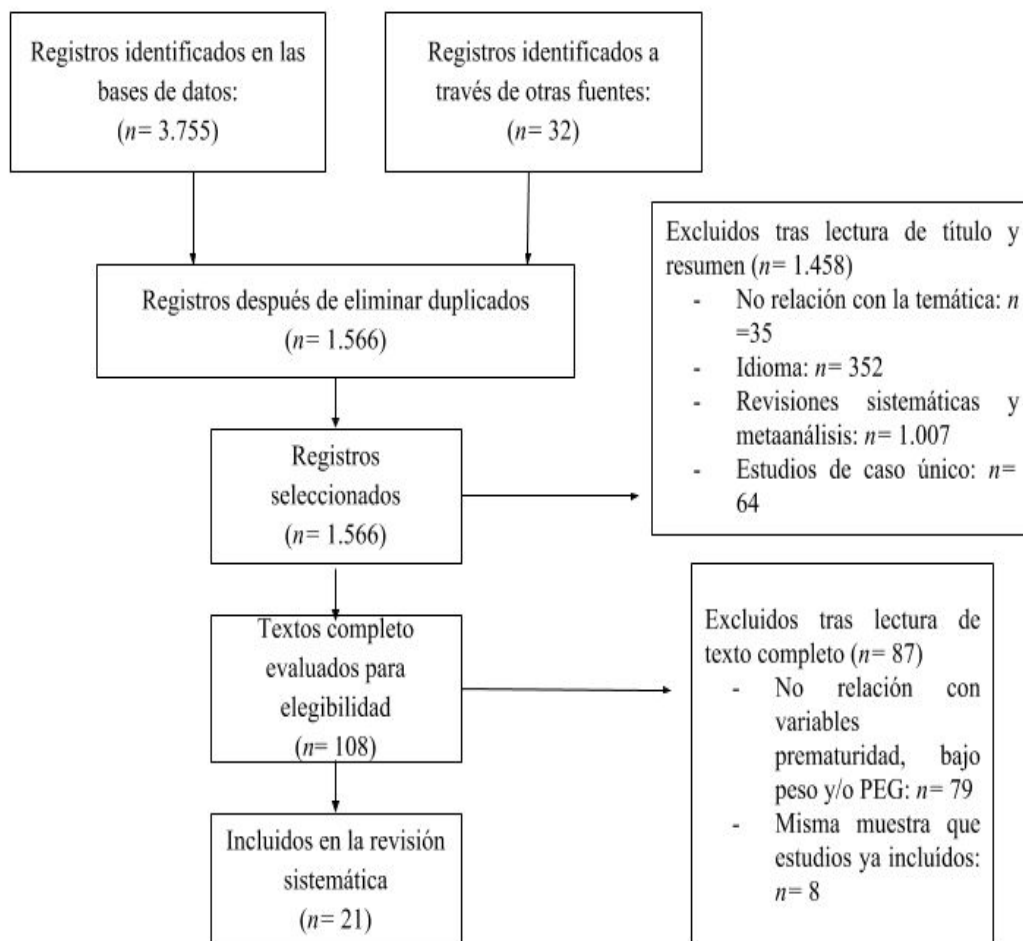 Registros identificados en las
bases de datos:
(n= 3.755)
Registros identificados a
través de otras fuentes:
(n= 32)
Registros después de eliminar duplicados
(n= 1.566)
Excluidos tras lectura de título y
resumen (n= 1.458)
- No relación con la temática: n
=35
- Idioma: n= 352
- Revisiones sistemáticas y
metaanálisis: n= 1.007
- Estudios de caso único: n=
64
Registros
seleccionados
(n= 1.566)
Textos completo
evaluados para
elegibilidad
(n= 108)
Excluidos tras lectura de
texto completo (n= 87)
- No relación con
variables
prematuridad, bajo
peso y/o PEG: n= 79
- Misma muestra que
estudios ya incluídos:
n= 8
Incluidos en la revisión
sistemática
(n= 21)